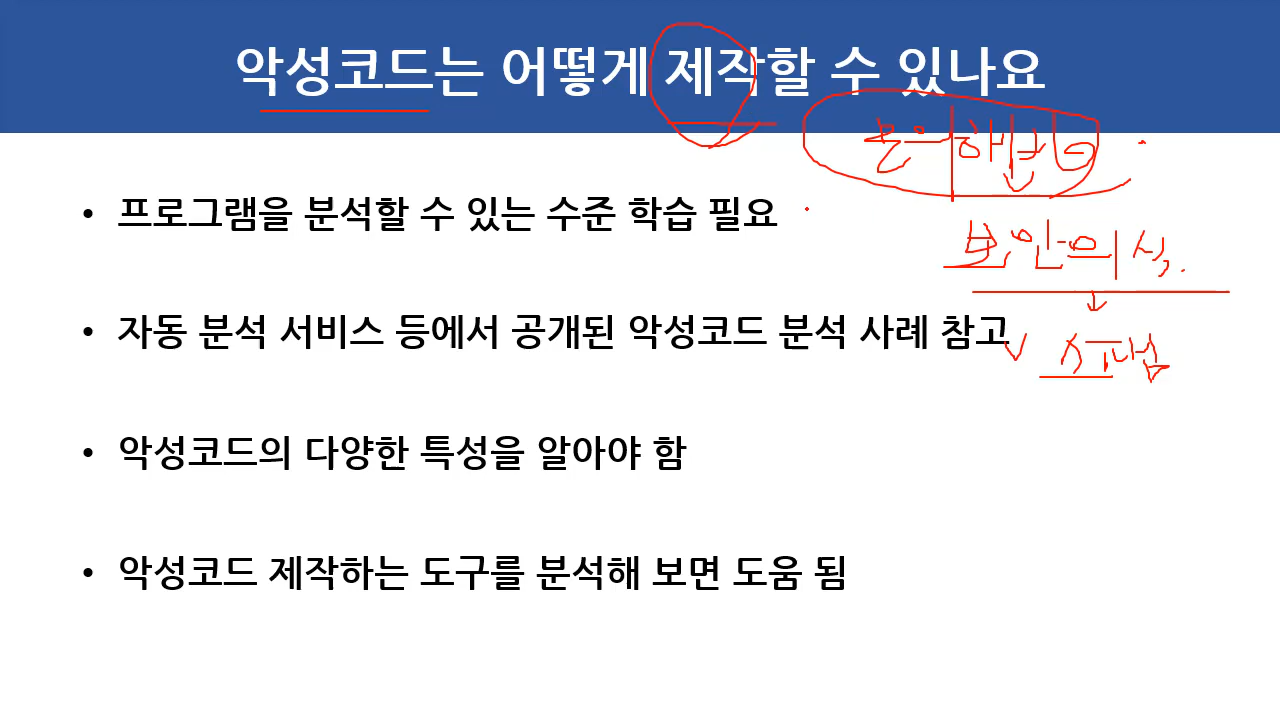 악성코드는 어떻게 제작할 수 있나요
모의해킹
• 프로그램을 분석할 수 있는 수준 학습 필요
보안의식
• 자동 분석 서비스 등에서 공개된 악성코드 분석 사례 참고
• 악성코드의 다양한 특성을 알아야 함
• 악성코드 제작하는 도구를 분석해 보면 도움 됨